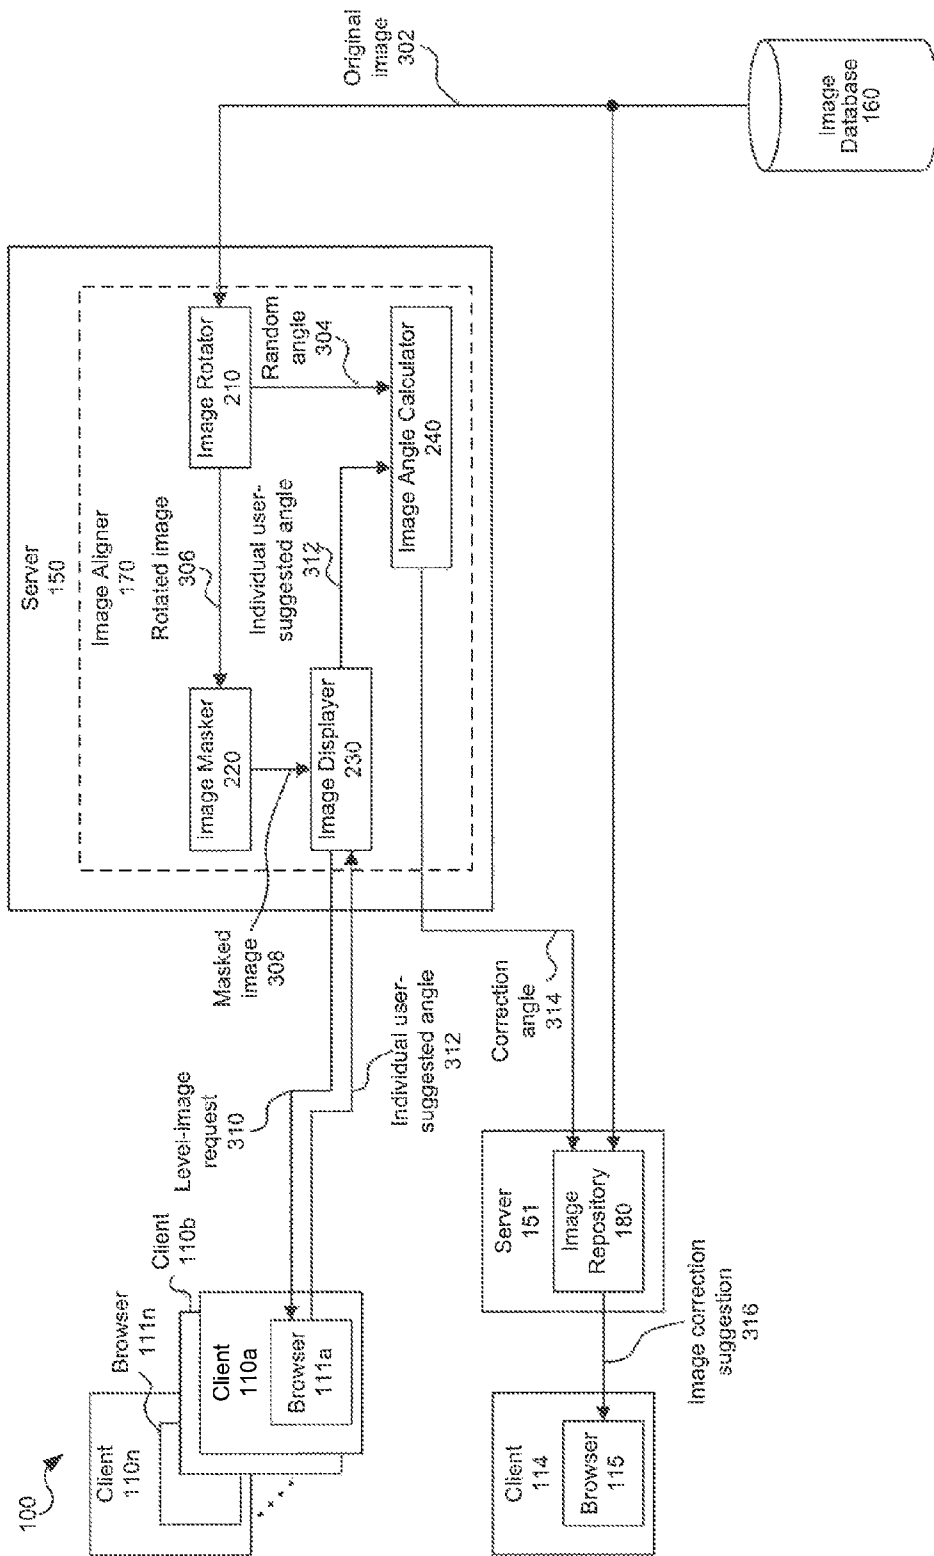 100
Client
110n
Browser
111n
Client
110b
Client
110a
Browser
111a
Level-image
request
310
Individual user-
suggested angle
312
Masked
image
308
Server
150
Image Aligner
170
Rotated image
306
Image Masker
220
Image Rotator
210
Individual user-
suggested angle
312
Random
angle
304
Image Displayer
230
Image Angle Calculator
240
Original
image
302
Image
Database
160
Correction
angle
314
Server
151
Image
Repository
180
Image correction
suggestion
316
Client
114
Browser
115